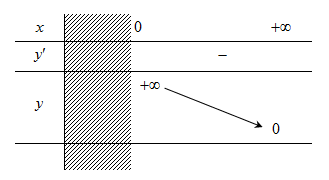 x 0 +∞
y' −
y +∞
0